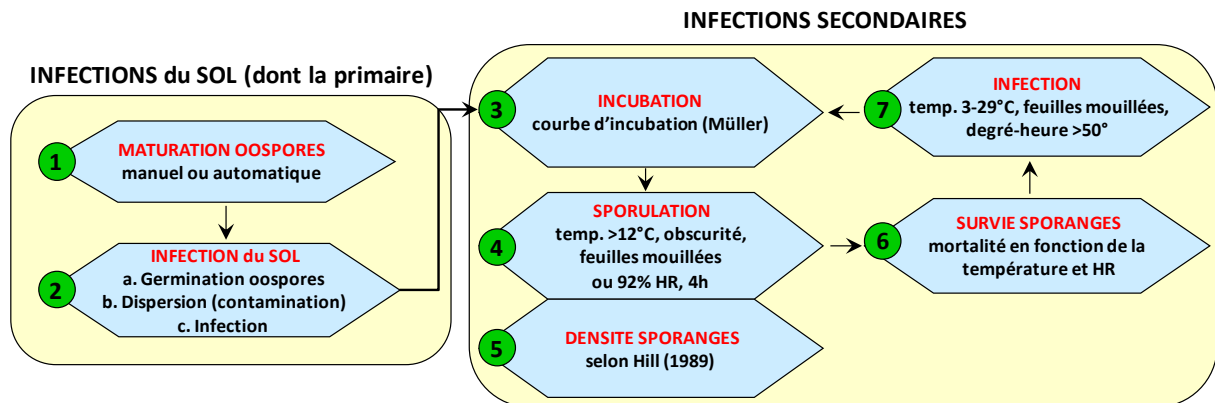 INFECTIONS SECONDAIRES
INFECTIONS du SOL (dont la primaire)
1
MATURATION OOSPORES
manuel ou automatique
2
INFECTION du SOL
a. Germination oospores
b. Dispersion (contamination)
c. Infection
3
INCUBATION
courbe d'incubation (Müller)
4
SPORULATION
temp. >12°C, obscurité,
feuilles mouillées
ou 92% HR, 4h
5
DENSITE SPORANGES
selon Hill (1989)
6
SURVIE SPORANGES
mortalité en fonction de la
température et HR
7
INFECTION
temp. 3-29°C, feuilles mouillées,
degré-heure >50°